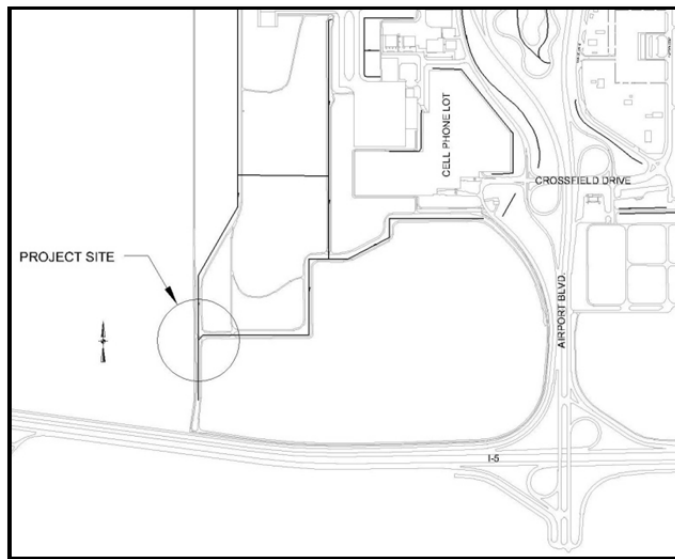 CELL PHONE LOT
CROSSFIELD DRIVE
PROJECT SITE
AIRPORT BLVD.
I-5